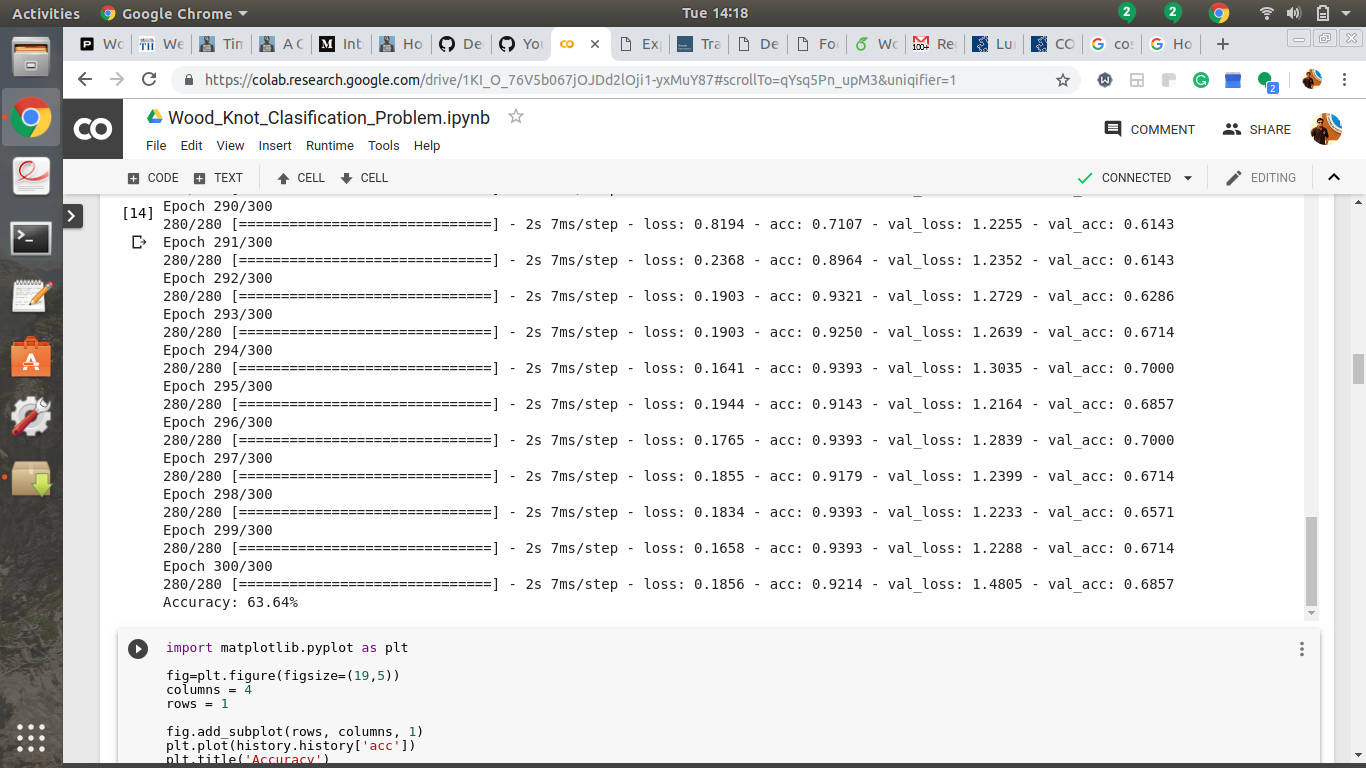 Activities Google Chrome Tue 14:18 2 2
Wo We Tim A C Int Ho De You Ex Tra De Fo Wo Re Lu CO cos Ho
https://colab.research.google.com/drive/1KI_O_76V5b067jOJDd2lOji1-yxMuY87#scrollTo=qYsq5Pn_upM3&uniqifier=1
2
CO Wood_Knot_Clasification_Problem.ipynb
COMMENT SHARE
File Edit View Insert Runtime Tools Help
CODE TEXT CELL CELL CONNECTED EDITING
[14] Epoch 290/300
280/280 [==============================] - 2s 7ms/step - loss: 0.8194 - acc: 0.7107 - val_loss: 1.2255 - val_acc: 0.6143
Epoch 291/300
280/280 [==============================] - 2s 7ms/step - loss: 0.2368 - acc: 0.8964 - val_loss: 1.2352 - val_acc: 0.6143
Epoch 292/300
280/280 [==============================] - 2s 7ms/step - loss: 0.1903 - acc: 0.9321 - val_loss: 1.2729 - val_acc: 0.6286
Epoch 293/300
280/280 [==============================] - 2s 7ms/step - loss: 0.1903 - acc: 0.9250 - val_loss: 1.2639 - val_acc: 0.6714
Epoch 294/300
280/280 [==============================] - 2s 7ms/step - loss: 0.1641 - acc: 0.9393 - val_loss: 1.3035 - val_acc: 0.7000
Epoch 295/300
280/280 [==============================] - 2s 7ms/step - loss: 0.1944 - acc: 0.9143 - val_loss: 1.2164 - val_acc: 0.6857
Epoch 296/300
280/280 [==============================] - 2s 7ms/step - loss: 0.1765 - acc: 0.9393 - val_loss: 1.2839 - val_acc: 0.7000
Epoch 297/300
280/280 [==============================] - 2s 7ms/step - loss: 0.1855 - acc: 0.9179 - val_loss: 1.2399 - val_acc: 0.6714
Epoch 298/300
280/280 [==============================] - 2s 7ms/step - loss: 0.1834 - acc: 0.9393 - val_loss: 1.2233 - val_acc: 0.6571
Epoch 299/300
280/280 [==============================] - 2s 7ms/step - loss: 0.1658 - acc: 0.9393 - val_loss: 1.2288 - val_acc: 0.6714
Epoch 300/300
280/280 [==============================] - 2s 7ms/step - loss: 0.1856 - acc: 0.9214 - val_loss: 1.4805 - val_acc: 0.6857
Accuracy: 63.64%
import matplotlib.pyplot as plt
fig=plt.figure(figsize=(19,5))
columns = 4
rows = 1
fig.add_subplot(rows, columns, 1)
plt.plot(history.history['acc'])
plt.title('Accuracy')